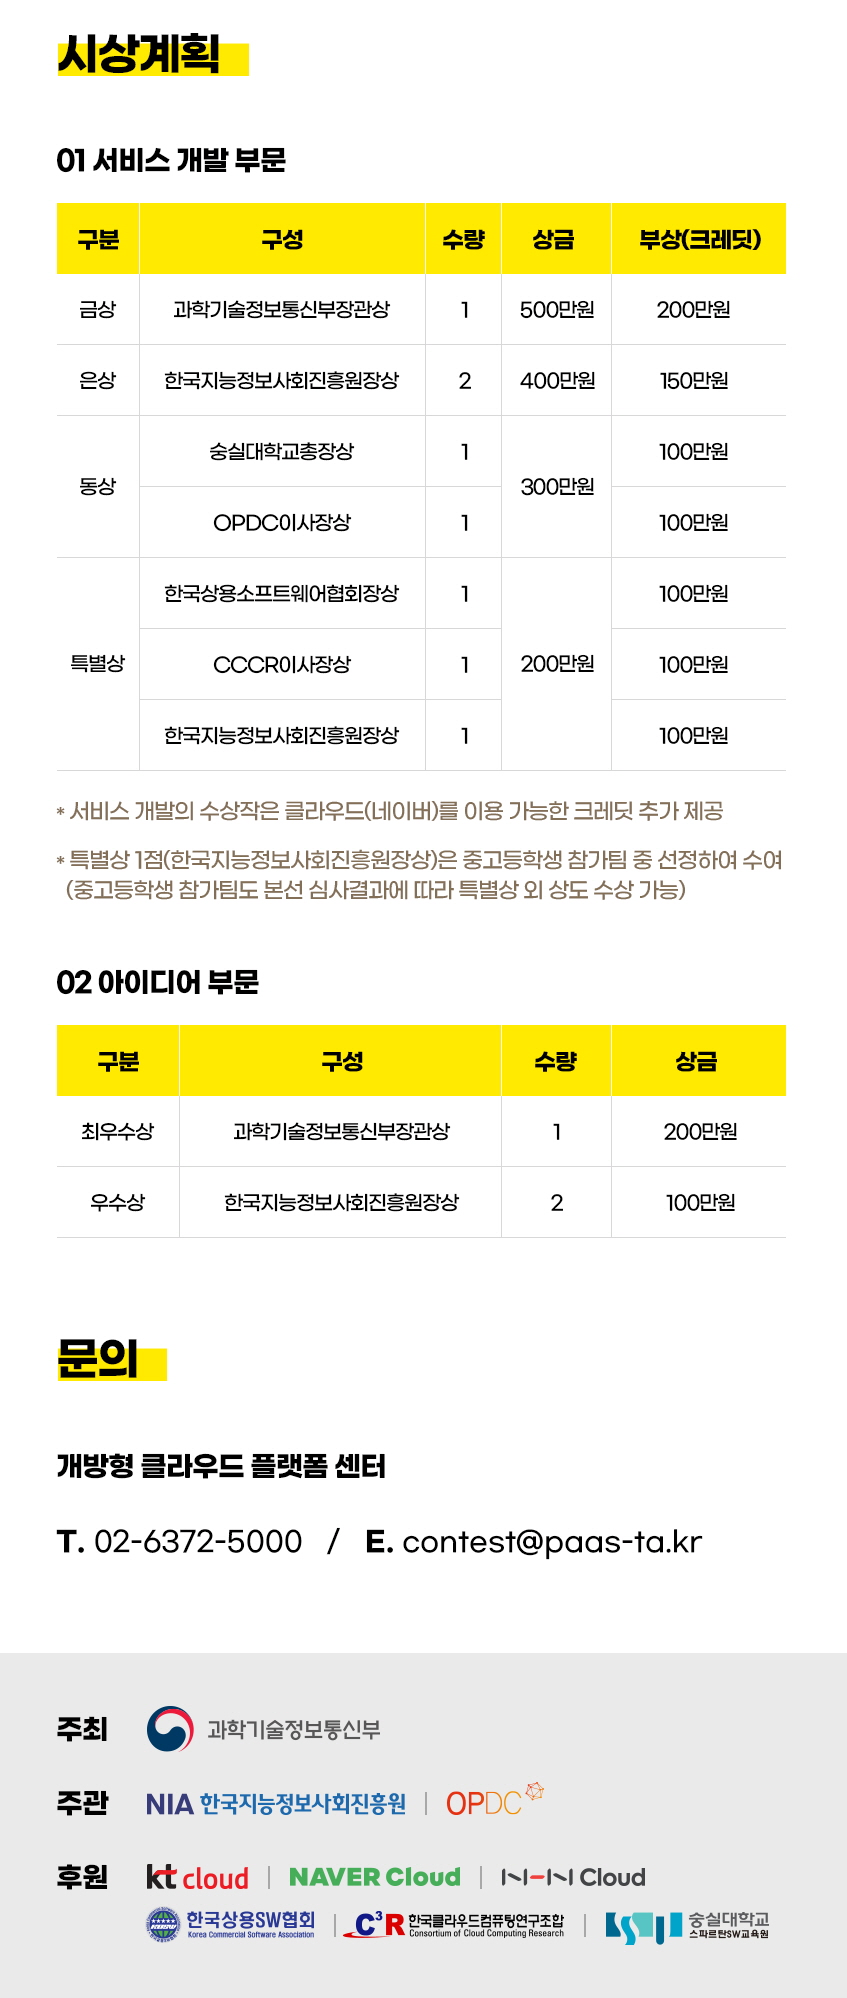 시상계획
01 서비스 개발 부문
구분 구성 수량 상금 부상(크레딧)
금상 과학기술정보통신부장관상 1 500만원 200만원
은상 한국지능정보사회진흥원장상 2 400만원 150만원
숭실대학교총장상 1 100만원
동상 300만원
OPDC이사장상 1 100만원
한국상용소프트웨어협회장상 1 100만원
특별상 CCCR이사장상 1 200만원 100만원
한국지능정보사회진흥원장상 1 100만원
* 서비스 개발의 수상작은 클라우드(네이버)를 이용 가능한 크레딧 추가 제공
* 특별상 1점(한국지능정보사회진흥원장상)은 중고등학생 참가팀 중 선정하여 수여
(중고등학생 참가팀도 본선 심사결과에 따라 특별상 외 상도 수상 가능)
02 아이디어 부문
구분 구성 수량 상금
최우수상 과학기술정보통신부장관상 1 200만원
우수상 한국지능정보사회진흥원장상 2 100만원
문의
개방형 클라우드 플랫폼 센터
T. 02-6372-5000 / E. contest@paas-ta.kr
주최 과학기술정보통신부
주관 NIA 한국지능정보사회진흥원 | OPDC
후원 kt cloud | NAVER Cloud | NHN Cloud
한국상용SW협회 | C³R 한국클라우드컴퓨팅연구조합 | 숭실대학교
Korea Commercial Software Association Consortium of Cloud Computing Research 스파르탄SW교육원